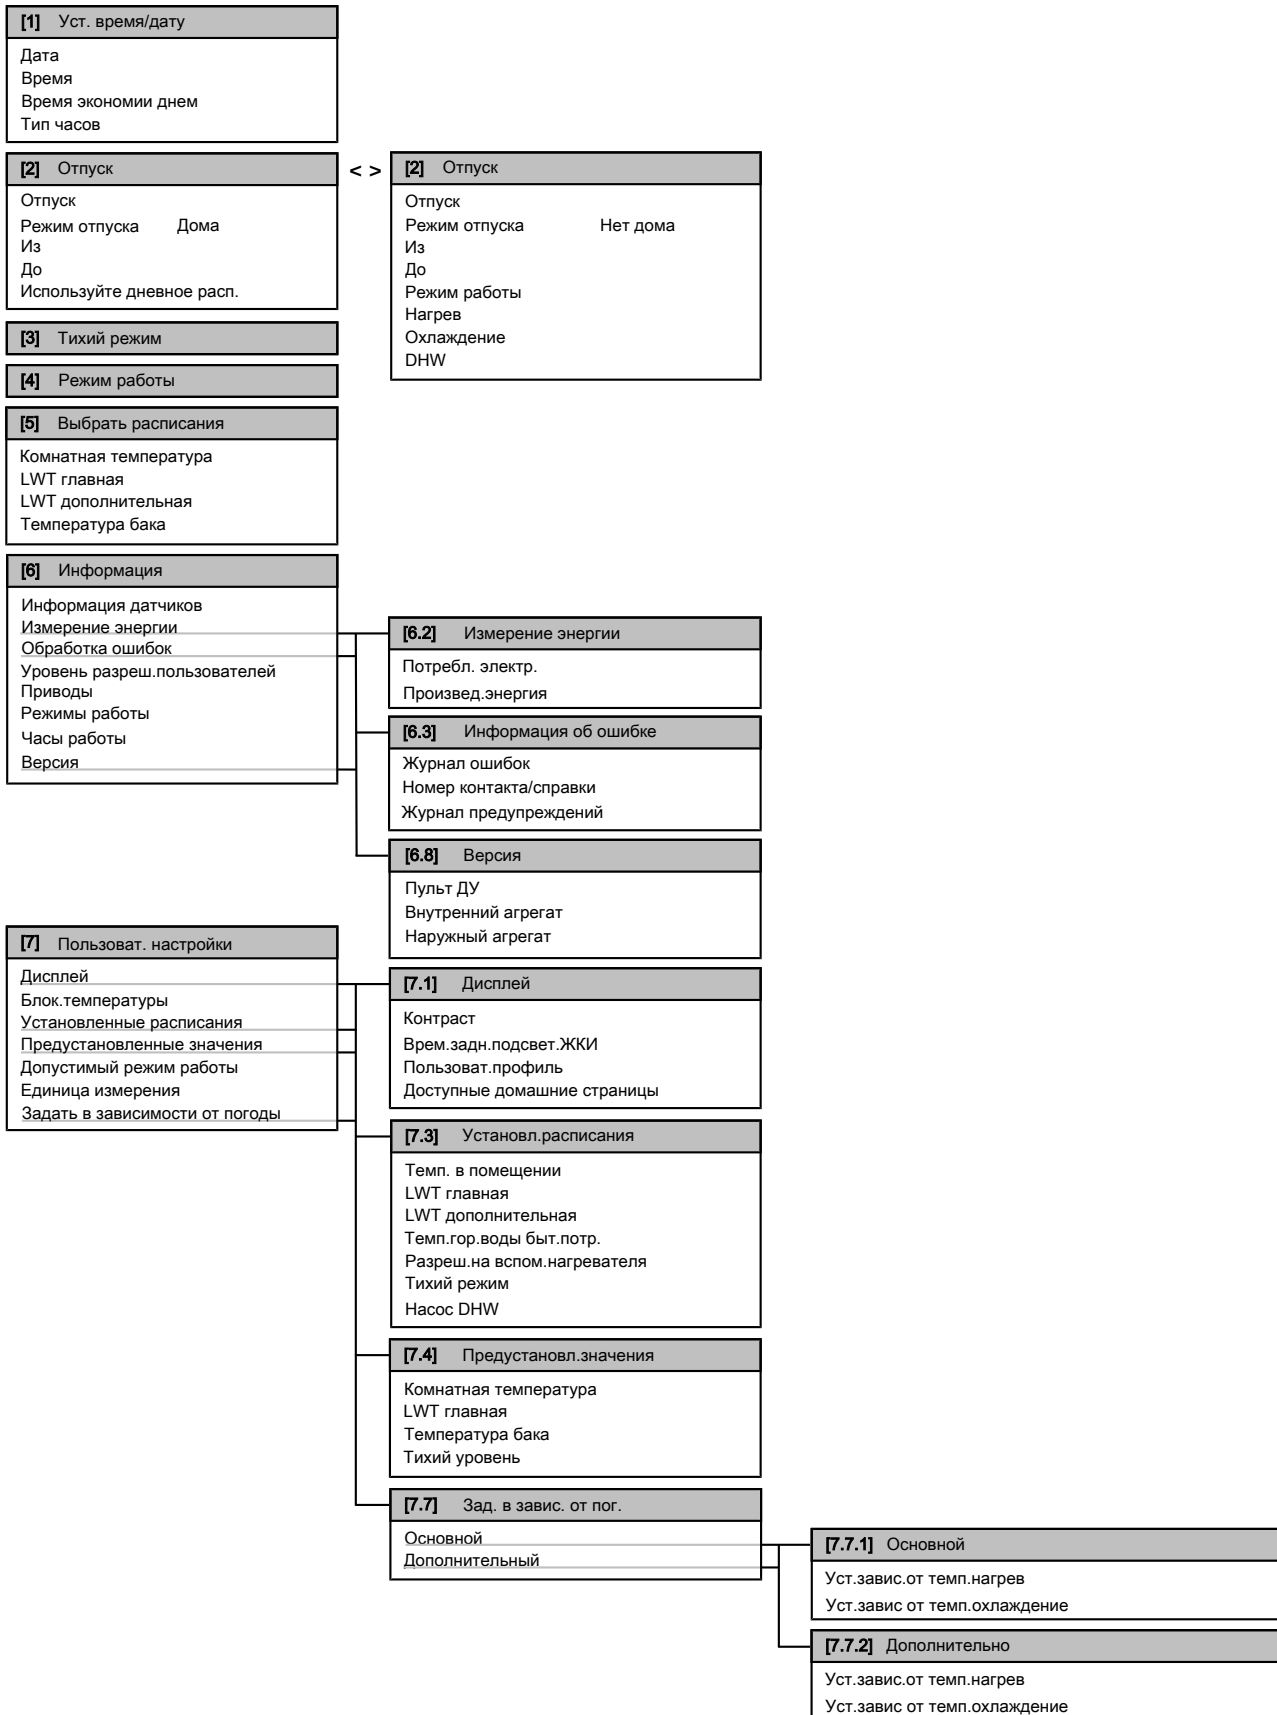 [1] Уст. время/дату
Дата
Время
Время экономии днем
Тип часов
[2] Отпуск
Отпуск
Режим отпуска Дома
Из
До
Используйте дневное расп.
< >
[2] Отпуск
Отпуск
Режим отпуска Нет дома
Из
До
Режим работы
Нагрев
Охлаждение
DHW
[3] Тихий режим
[4] Режим работы
[5] Выбрать расписания
Комнатная температура
LWT главная
LWT дополнительная
Температура бака
[6] Информация
Информация датчиков
Измерение энергии
Обработка ошибок
Уровень разреш.пользователей
Приводы
Режимы работы
Часы работы
Версия
[6.2] Измерение энергии
Потребл. электр.
Произвед.энергия
[6.3] Информация об ошибке
Журнал ошибок
Номер контакта/справки
Журнал предупреждений
[6.8] Версия
Пульт ДУ
Внутренний агрегат
Наружный агрегат
[7] Пользоват. настройки
Дисплей
Блок.температуры
Установленные расписания
Предустановленные значения
Допустимый режим работы
Единица измерения
Задать в зависимости от погоды
[7.1] Дисплей
Контраст
Врем.задн.подсвет.ЖКИ
Пользоват.профиль
Доступные домашние страницы
[7.3] Установл.расписания
Темп. в помещении
LWT главная
LWT дополнительная
Темп.гор.воды быт.потр.
Разреш.на вспом.нагревателя
Тихий режим
Насос DHW
[7.4] Предустановл.значения
Комнатная температура
LWT главная
Температура бака
Тихий уровень
[7.7] Зад. в завис. от пог.
Основной
Дополнительный
[7.7.1] Основной
Уст.завис.от темп.нагрев
Уст.завис от темп.охлаждение
[7.7.2] Дополнительно
Уст.завис.от темп.нагрев
Уст.завис от темп.охлаждение